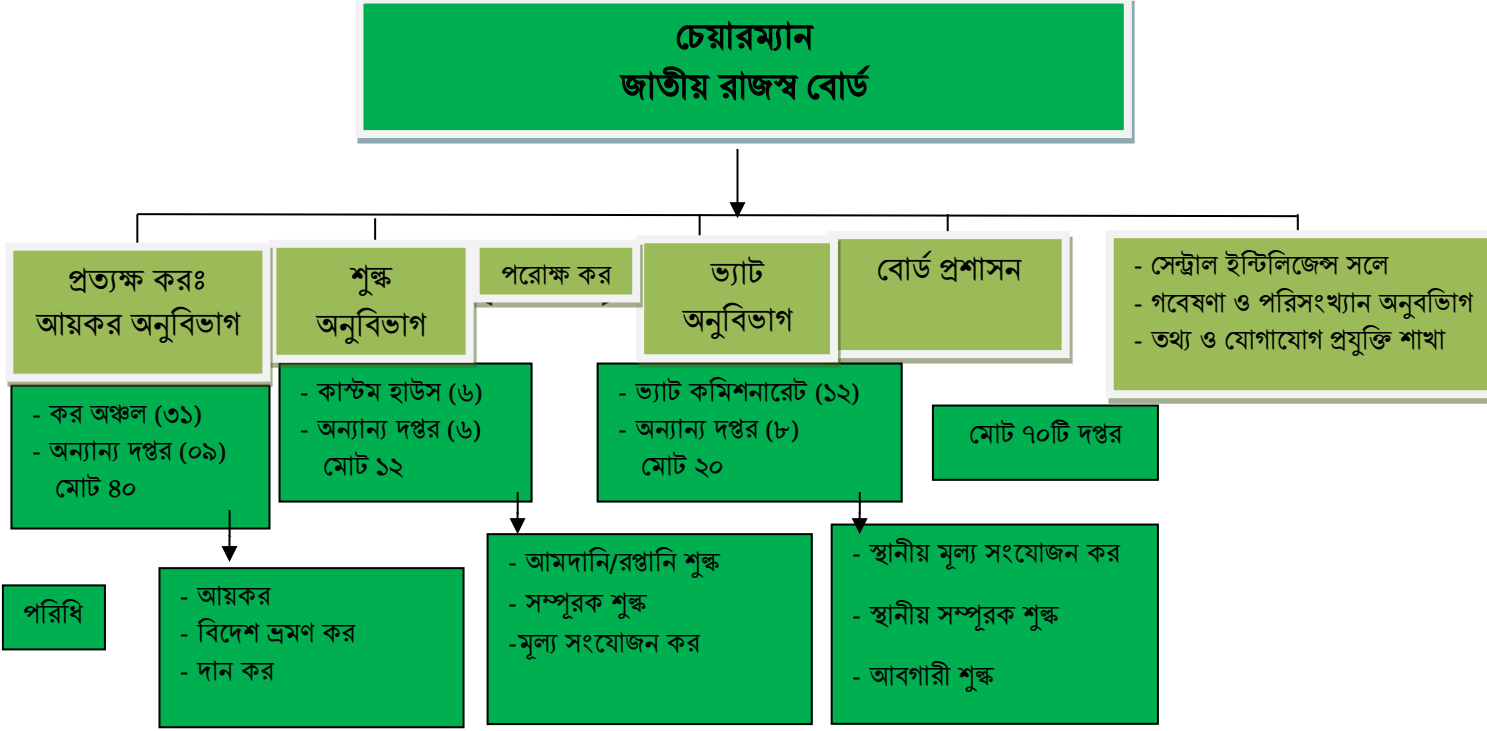 চেয়ারম্যান
জাতীয় রাজস্ব বোর্ড
প্রত্যক্ষ করঃ
আয়কর অনুবিভাগ
শুল্ক
অনুবিভাগ
পরোক্ষ কর
ভ্যাট
অনুবিভাগ
বোর্ড প্রশাসন
- সেন্ট্রাল ইন্টিলিজেন্স সলে
- গবেষণা ও পরিসংখ্যান অনুবভিাগ
- তথ্য ও যোগাযোগ প্রযুক্তি শাখা
- কর অঞ্চল (৩১)
- অন্যান্য দপ্তর (০৯)
মোট ৪০
- কাস্টম হাউস (৬)
- অন্যান্য দপ্তর (৬)
মোট ১২
- ভ্যাট কমিশনারেট (১২)
- অন্যান্য দপ্তর (৮)
মোট ২০
মোট ৭০টি দপ্তর
পরিধি
- আয়কর
- বিদেশ ভ্রমণ কর
- দান কর
- আমদানি/রপ্তানি শুল্ক
- সম্পূরক শুল্ক
-মূল্য সংযোজন কর
- স্থানীয় মূল্য সংযোজন কর
- স্থানীয় সম্পূরক শুল্ক
- আবগারী শুল্ক